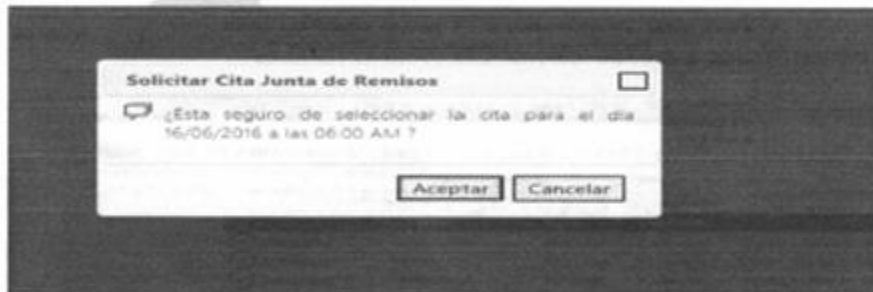 Solicitar Cita Junta de Remisos
¿Esta seguro de seleccionar la cita para el dia
16/06/2016 a las 06:00 AM ?
Aceptar Cancelar